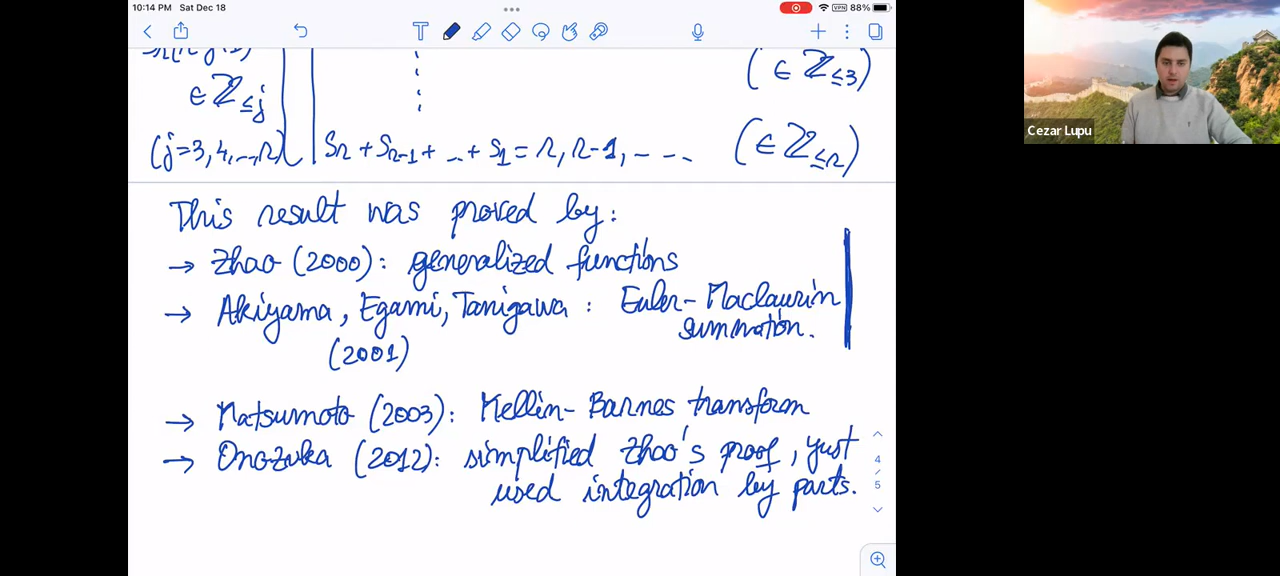 10:14 PM Sat Dec 18
VPN 88%
∈ ℤ≤j
(∈ ℤ≤3)
(j=3,4,..,r)
Sr + Sr-1 + .. + S1 = r, r-1, - - - (∈ ℤ≤r)
This result was proved by:
→ Zhao (2000): generalized functions
→ Akiyama, Egami, Tanigawa : Euler-Maclaurin
summation.
(2001)
→ Matsumoto (2003): Mellin-Barnes transform
→ Onozuka (2012): simplified Zhao's proof, just
used integration by parts.
4
/
5
Cezar Lupu